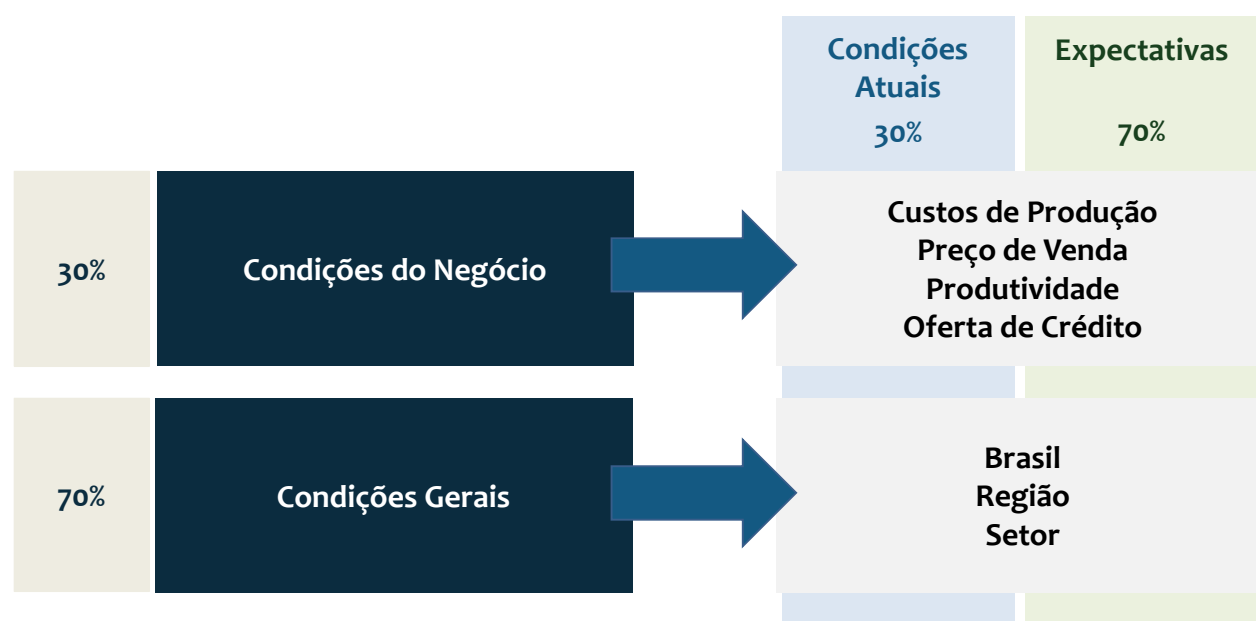 Condições
Atuais
30%
Expectativas
70%
30%
Condições do Negócio
Custos de Produção
Preço de Venda
Produtividade
Oferta de Crédito
70%
Condições Gerais
Brasil
Região
Setor